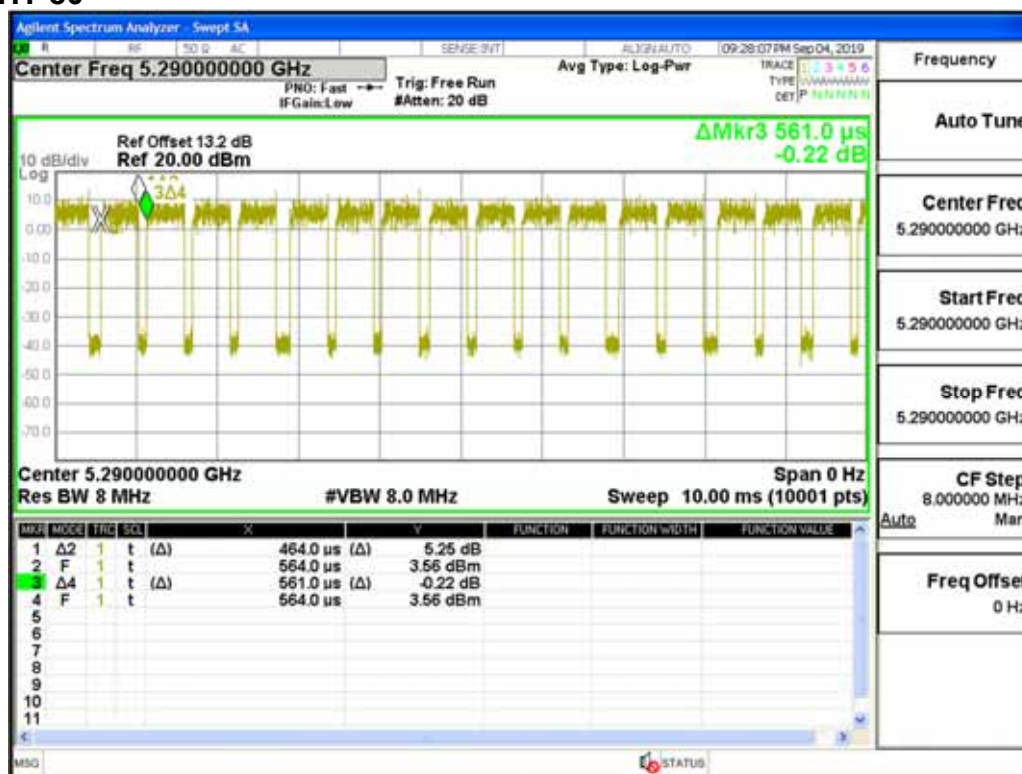 Agilent Spectrum Analyzer - Swept SA
R RF 50 Ω AC SENSE:INT ALIGNAUTO 09:28:07 PM Sep 04, 2019
Center Freq 5.290000000 GHz
PNO: Fast
IFGain:Low
Trig: Free Run
#Atten: 20 dB
Avg Type: Log-Pwr
TRACE 1 2 3 4 5 6
TYPE
DET P N N N N N
ΔMkr3 561.0 µs
-0.22 dB
Ref Offset 13.2 dB
10 dB/div Ref 20.00 dBm
Log
3Δ4
10.0
0.00
-10.0
-20.0
-30.0
-40.0
-50.0
-60.0
-70.0
Center 5.290000000 GHz Span 0 Hz
Res BW 8 MHz #VBW 8.0 MHz Sweep 10.00 ms (10001 pts)
MKR MODE TRC SCL X Y FUNCTION FUNCTION WIDTH FUNCTION VALUE
1 Δ2 1 t (Δ) 464.0 µs (Δ) 5.25 dB
2 F 1 t 564.0 µs 3.56 dBm
3 Δ4 1 t (Δ) 561.0 µs (Δ) -0.22 dB
4 F 1 t 564.0 µs 3.56 dBm
5
6
7
8
9
10
11
MSG STATUS
Frequency
Auto Tune
Center Freq
5.290000000 GHz
Start Freq
5.290000000 GHz
Stop Freq
5.290000000 GHz
CF Step
8.000000 MHz
Auto Man
Freq Offset
0 Hz